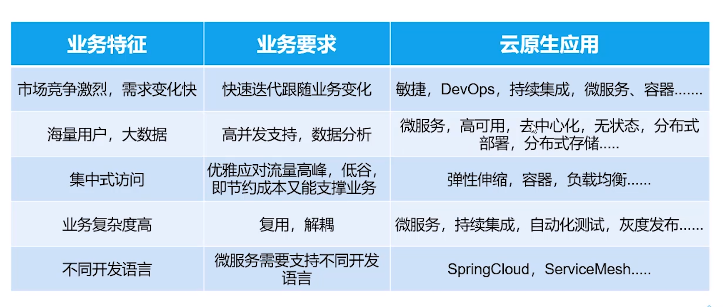 业务特征
业务要求
云原生应用
市场竞争激烈，需求变化快
快速迭代跟随业务变化
敏捷，DevOps，持续集成，微服务、容器.......
海量用户，大数据
高并发支持，数据分析
微服务，高可用，去中心化，无状态，分布式
部署，分布式存储.....
集中式访问
优雅应对流量高峰，低谷，
即节约成本又能支撑业务
弹性伸缩，容器，负载均衡......
业务复杂度高
复用，解耦
微服务，持续集成，自动化测试，灰度发布......
不同开发语言
微服务需要支持不同开发
语言
SpringCloud，ServiceMesh.....